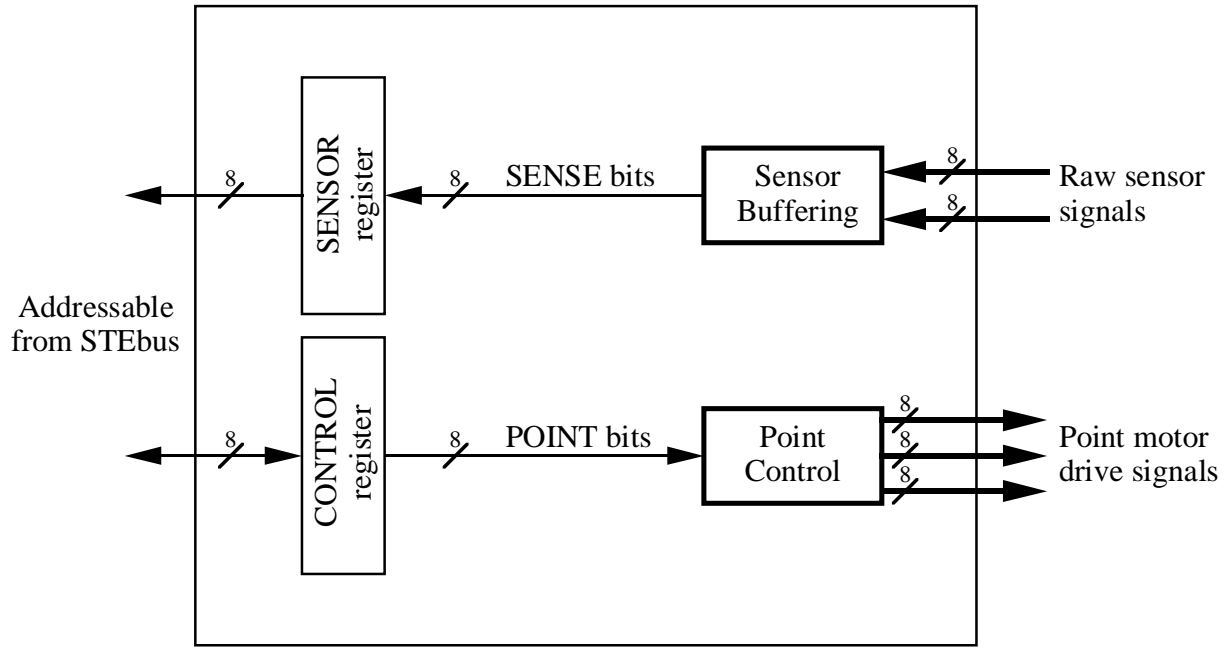 SENSOR
register
8
8
SENSE bits
Sensor
Buffering
8
8
Raw sensor
signals
Addressable
from STEbus
CONTROL
register
8
8
POINT bits
Point
Control
8
8
8
Point motor
drive signals